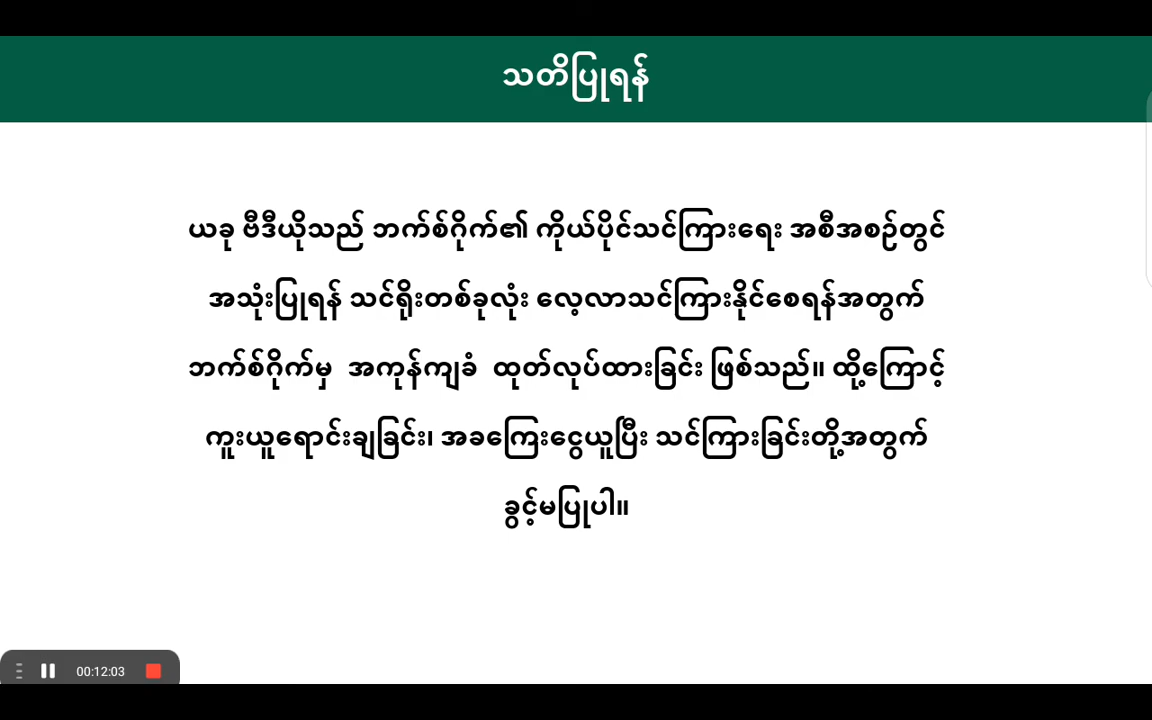 သတိပြုရန်
ယခု ဗီဒီယိုသည် ဘက်စ်ဂိုက်၏ ကိုယ်ပိုင်သင်ကြားရေး အစီအစဉ်တွင်
အသုံးပြုရန် သင်ရိုးတစ်ခုလုံး လေ့လာသင်ကြားနိုင်စေရန်အတွက်
ဘက်စ်ဂိုက်မှ အကုန်ကျခံ ထုတ်လုပ်ထားခြင်း ဖြစ်သည်။ ထို့ကြောင့်
ကူးယူရောင်းချခြင်း၊ အခကြေးငွေယူပြီး သင်ကြားခြင်းတို့အတွက်
ခွင့်မပြုပါ။
00:12:03